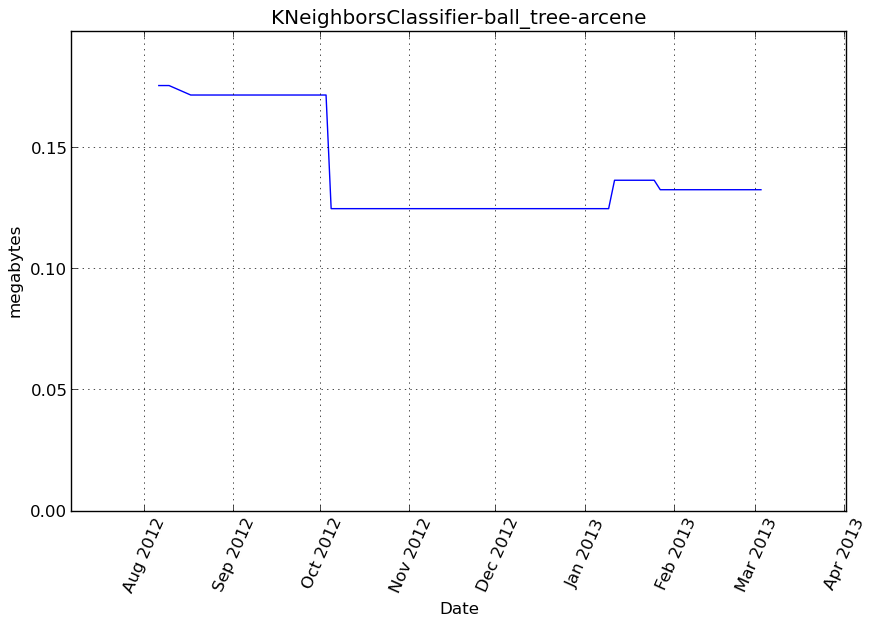 KNeighborsClassifier-ball_tree-arcene
megabytes
0.15
0.10
0.05
0.00
Aug 2012
Sep 2012
Oct 2012
Nov 2012
Dec 2012
Jan 2013
Feb 2013
Mar 2013
Apr 2013
Date